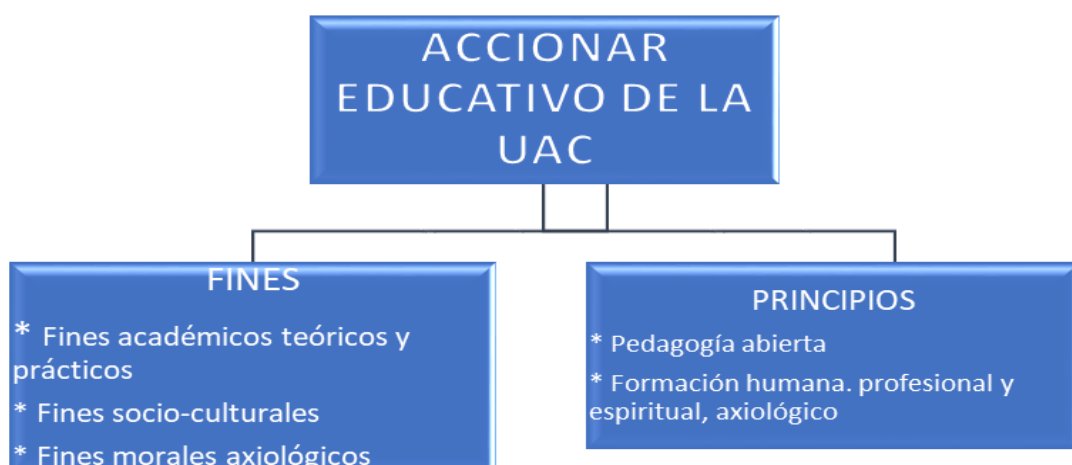 ACCIONAR
EDUCATIVO DE LA
UAC
FINES
* Fines académicos teóricos y
prácticos
* Fines socio-culturales
* Fines morales axiológicos
PRINCIPIOS
* Pedagogía abierta
* Formación humana. profesional y
espiritual, axiológico